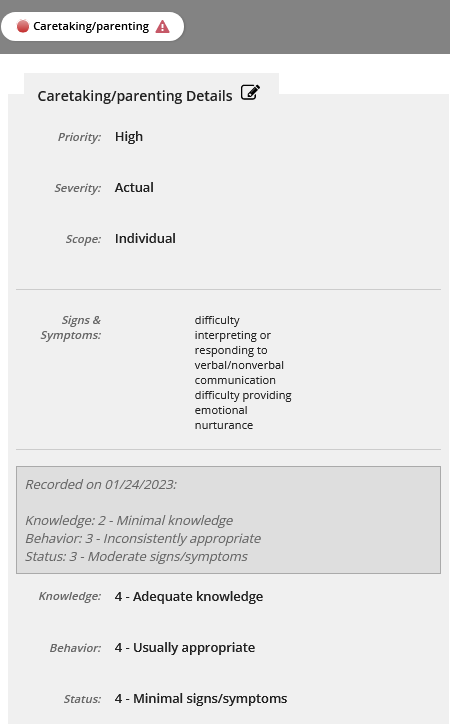 Caretaking/parenting
Caretaking/parenting Details
Priority: High
Severity: Actual
Scope: Individual
Signs & Symptoms:
difficulty
interpreting or
responding to
verbal/nonverbal
communication
difficulty providing
emotional
nurturance
Recorded on 01/24/2023:
Knowledge: 2 - Minimal knowledge
Behavior: 3 - Inconsistently appropriate
Status: 3 - Moderate signs/symptoms
Knowledge: 4 - Adequate knowledge
Behavior: 4 - Usually appropriate
Status: 4 - Minimal signs/symptoms